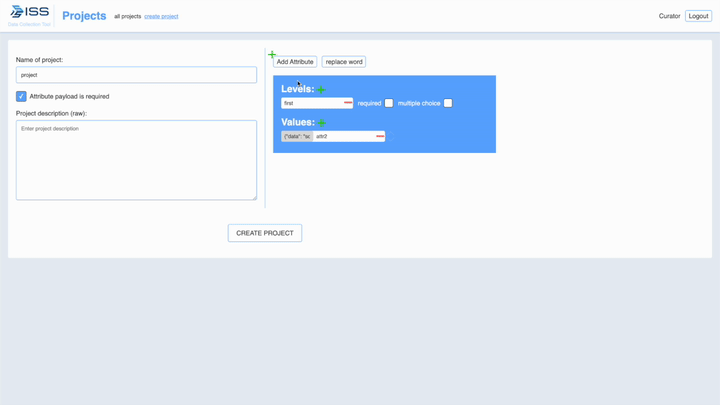 ISS
Data Collection Tool
Projects
all projects create project
Curator
Logout
Name of project:
project
Attribute payload is required
Project description (raw):
Enter project description
Add Attribute
replace word
Levels:
first
required
multiple choice
Values:
{"data": "sc
attr2
CREATE PROJECT